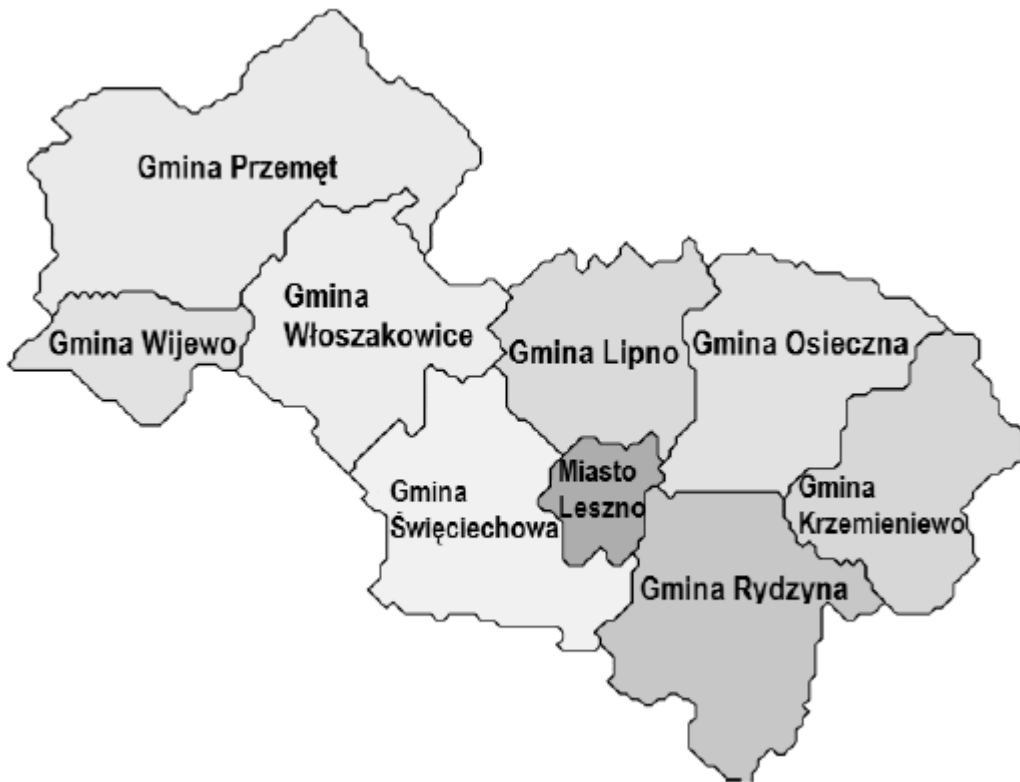 Gmina Przemęt
Gmina
Włoszakowice
Gmina Wijewo
Gmina Lipno
Gmina Osieczna
Miasto
Leszno
Gmina
Święciechowa
Gmina
Krzemieniewo
Gmina Rydzyna